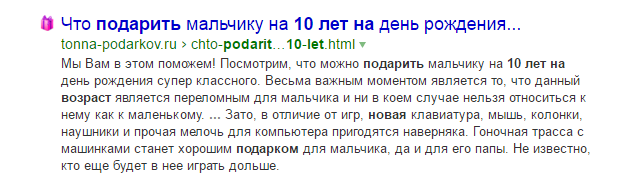 Что подарить мальчику на 10 лет на день рождения...
tonna-podarkov.ru › chto-podarit...10-let.html
Мы Вам в этом поможем! Посмотрим, что можно подарить мальчику на 10 лет на
день рождения супер классного. Весьма важным моментом является то, что данный
возраст является переломным для мальчика и ни в коем случае нельзя относиться к
нему как к маленькому. ... Зато, в отличие от игр, новая клавиатура, мышь, колонки,
наушники и прочая мелочь для компьютера пригодятся наверняка. Гоночная трасса с
машинками станет хорошим подарком для мальчика, да и для его папы. Не известно,
кто еще будет в нее играть дольше.